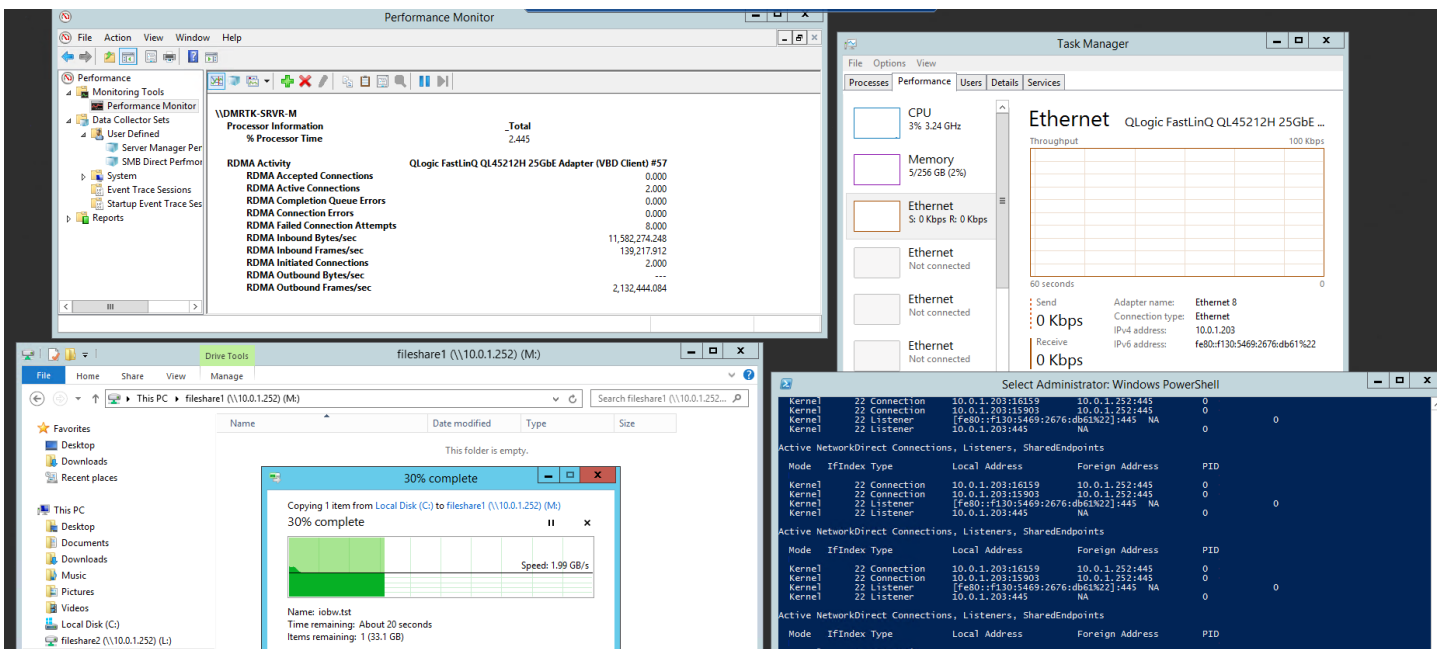 Performance Monitor
File Action View Window Help
Performance
Monitoring Tools
Performance Monitor
Data Collector Sets
User Defined
Server Manager Per
SMB Direct Perfmor
System
Event Trace Sessions
Startup Event Trace Ses
Reports
\\DMRTK-SRVR-M
Processor Information _Total
% Processor Time 2.445
RDMA Activity QLogic FastLinQ QL45212H 25GbE Adapter (VBD Client) #57
RDMA Accepted Connections 0.000
RDMA Active Connections 2.000
RDMA Completion Queue Errors 0.000
RDMA Connection Errors 0.000
RDMA Failed Connection Attempts 8.000
RDMA Inbound Bytes/sec 11,582,274.248
RDMA Inbound Frames/sec 139,217.912
RDMA Initiated Connections 2.000
RDMA Outbound Bytes/sec ---
RDMA Outbound Frames/sec 2,132,444.084
Task Manager
File Options View
Processes Performance Users Details Services
CPU
3% 3.24 GHz
Memory
5/256 GB (2%)
Ethernet
S: 0 Kbps R: 0 Kbps
Ethernet
Not connected
Ethernet
Not connected
Ethernet
Not connected
Ethernet QLogic FastLinQ QL45212H 25GbE ...
Throughput 100 Kbps
60 seconds 0
Send
0 Kbps
Receive
0 Kbps
Adapter name: Ethernet 8
Connection type: Ethernet
IPv4 address: 10.0.1.203
IPv6 address: fe80::f130:5469:2676:db61%22
Drive Tools fileshare1 (\\10.0.1.252) (M:)
File Home Share View Manage
This PC fileshare1 (\\10.0.1.252) (M:) Search fileshare1 (\\10.0.1.252...
Favorites
Desktop
Downloads
Recent places
This PC
Desktop
Documents
Downloads
Music
Pictures
Videos
Local Disk (C:)
fileshare2 (\\10.0.1.252) (L:)
Name Date modified Type Size
This folder is empty.
30% complete
Copying 1 item from Local Disk (C:) to fileshare1 (\\10.0.1.252) (M:)
30% complete
Speed: 1.99 GB/s
Name: iobw.tst
Time remaining: About 20 seconds
Items remaining: 1 (33.1 GB)
Select Administrator: Windows PowerShell
Kernel 22 Connection 10.0.1.203:16159 10.0.1.252:445 0
Kernel 22 Connection 10.0.1.203:15903 10.0.1.252:445 0
Kernel 22 Listener [fe80::f130:5469:2676:db61%22]:445 NA 0
Kernel 22 Listener 10.0.1.203:445 NA 0
Active NetworkDirect Connections, Listeners, SharedEndpoints
Mode IfIndex Type Local Address Foreign Address PID
Kernel 22 Connection 10.0.1.203:16159 10.0.1.252:445 0
Kernel 22 Connection 10.0.1.203:15903 10.0.1.252:445 0
Kernel 22 Listener [fe80::f130:5469:2676:db61%22]:445 NA 0
Kernel 22 Listener 10.0.1.203:445 NA 0
Active NetworkDirect Connections, Listeners, SharedEndpoints
Mode IfIndex Type Local Address Foreign Address PID
Kernel 22 Connection 10.0.1.203:16159 10.0.1.252:445 0
Kernel 22 Connection 10.0.1.203:15903 10.0.1.252:445 0
Kernel 22 Listener [fe80::f130:5469:2676:db61%22]:445 NA 0
Kernel 22 Listener 10.0.1.203:445 NA 0
Active NetworkDirect Connections, Listeners, SharedEndpoints
Mode IfIndex Type Local Address Foreign Address PID